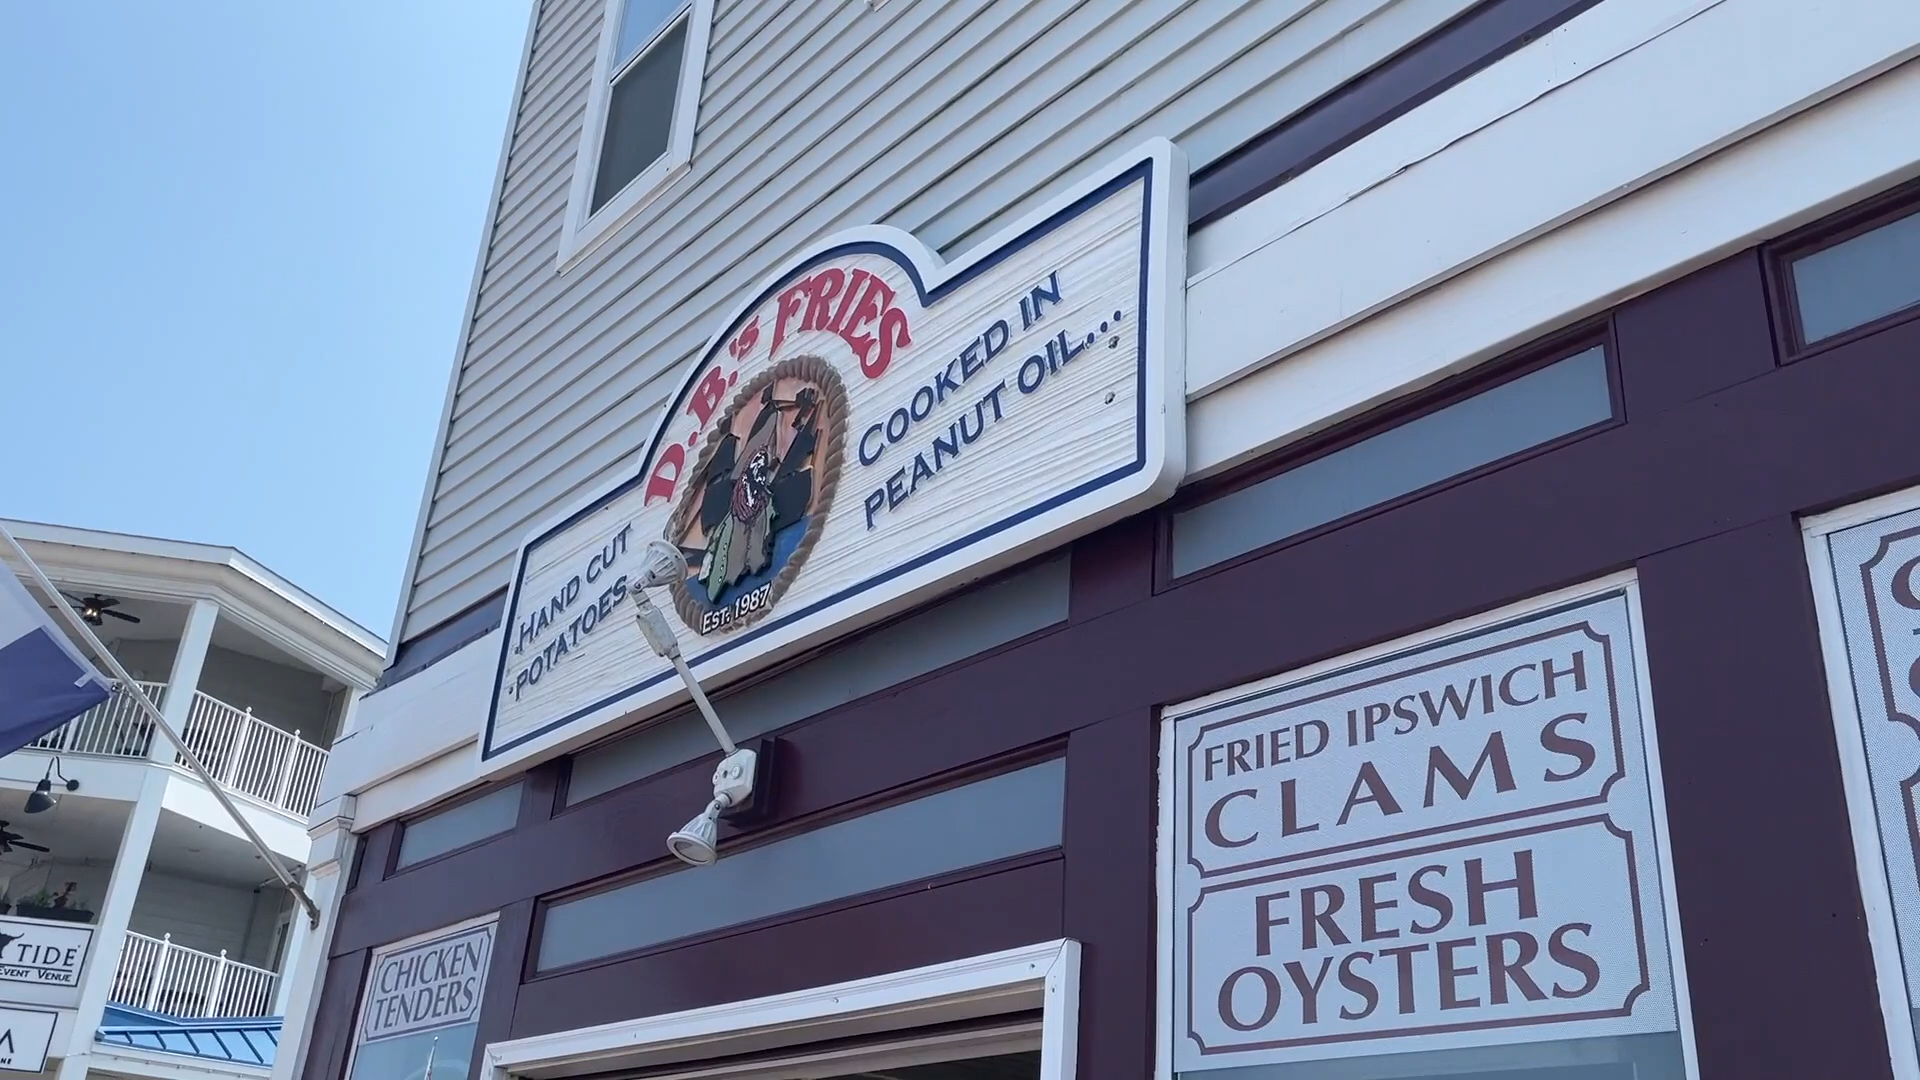 D.B.'s FRIES
HAND CUT
POTATOES
COOKED IN
PEANUT OIL...
EST. 1987
FRIED IPSWICH
CLAMS
FRESH
OYSTERS
CHICKEN
TENDERS
TIDE
EVENT VENUE